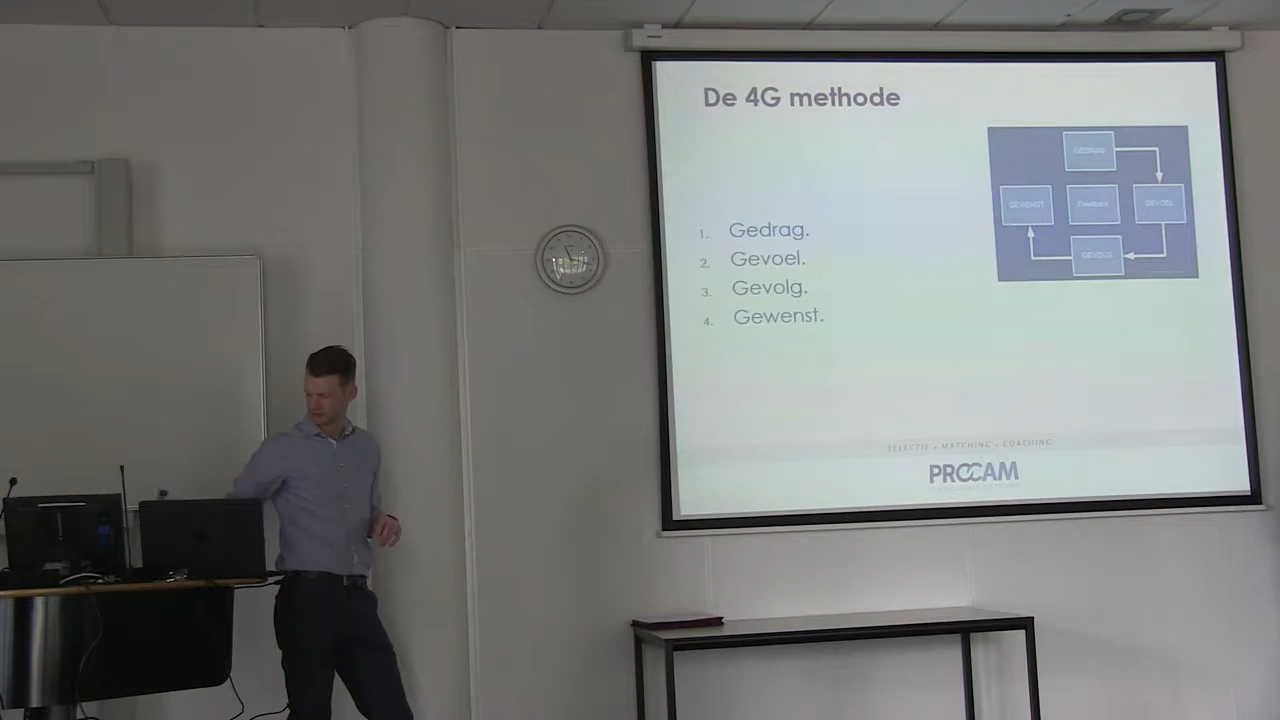 De 4G methode
GEDRAG
GEWENST
Feedback
GEVOEL
GEVOLG
1. Gedrag.
2. Gevoel.
3. Gevolg.
4. Gewenst.
SELECTIE • MATCHING • COACHING
PROCAM